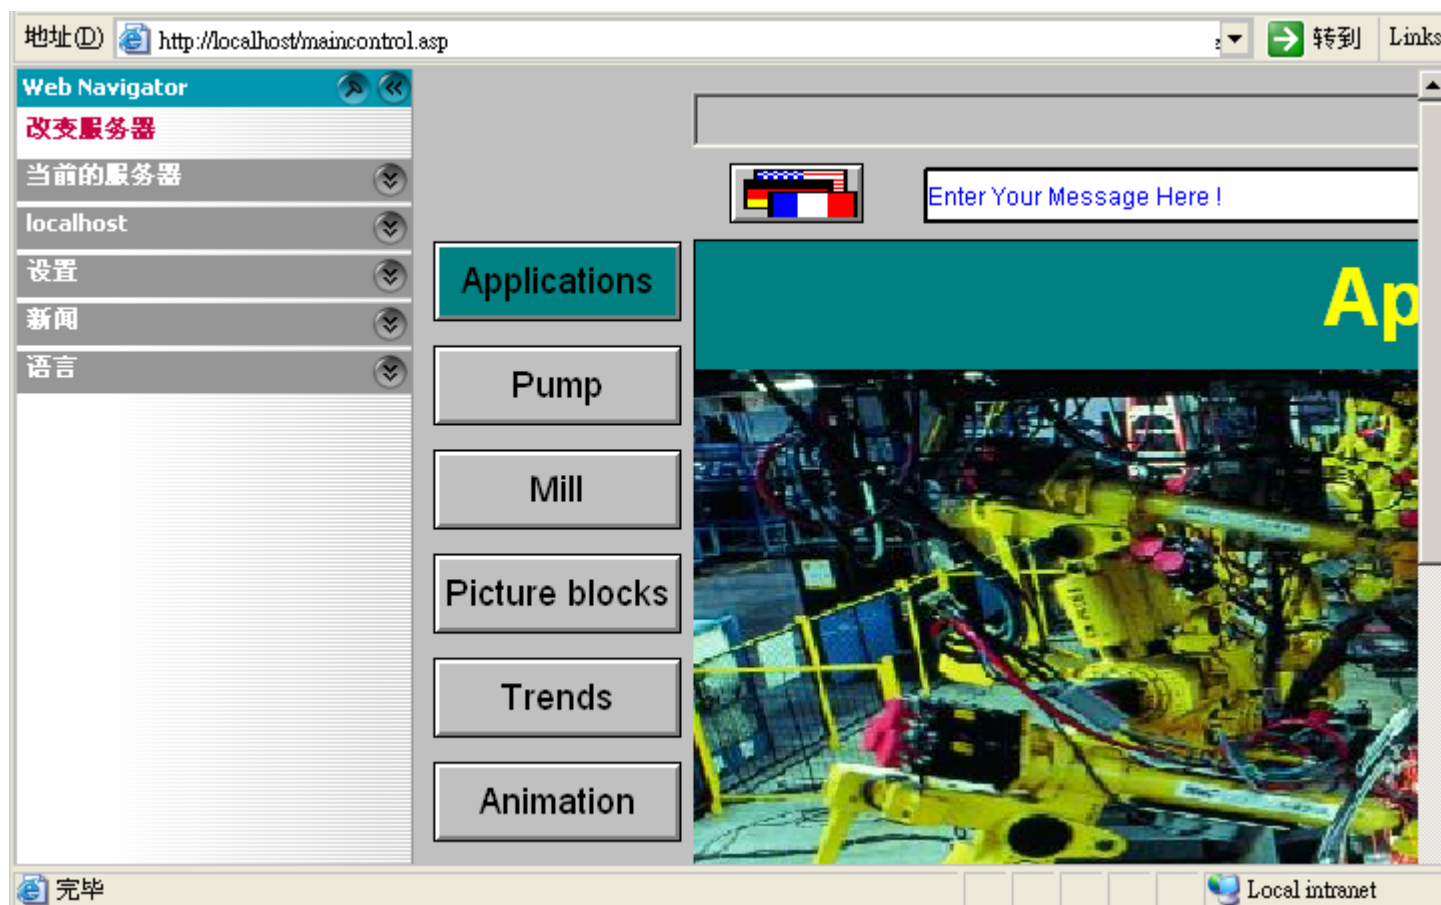 地址(D) http://localhost/maincontrol.asp 转到 Links
Web Navigator
改变服务器
当前的服务器
localhost
设置
新闻
语言
Enter Your Message Here !
Ap
Applications
Pump
Mill
Picture blocks
Trends
Animation
完毕 Local intranet